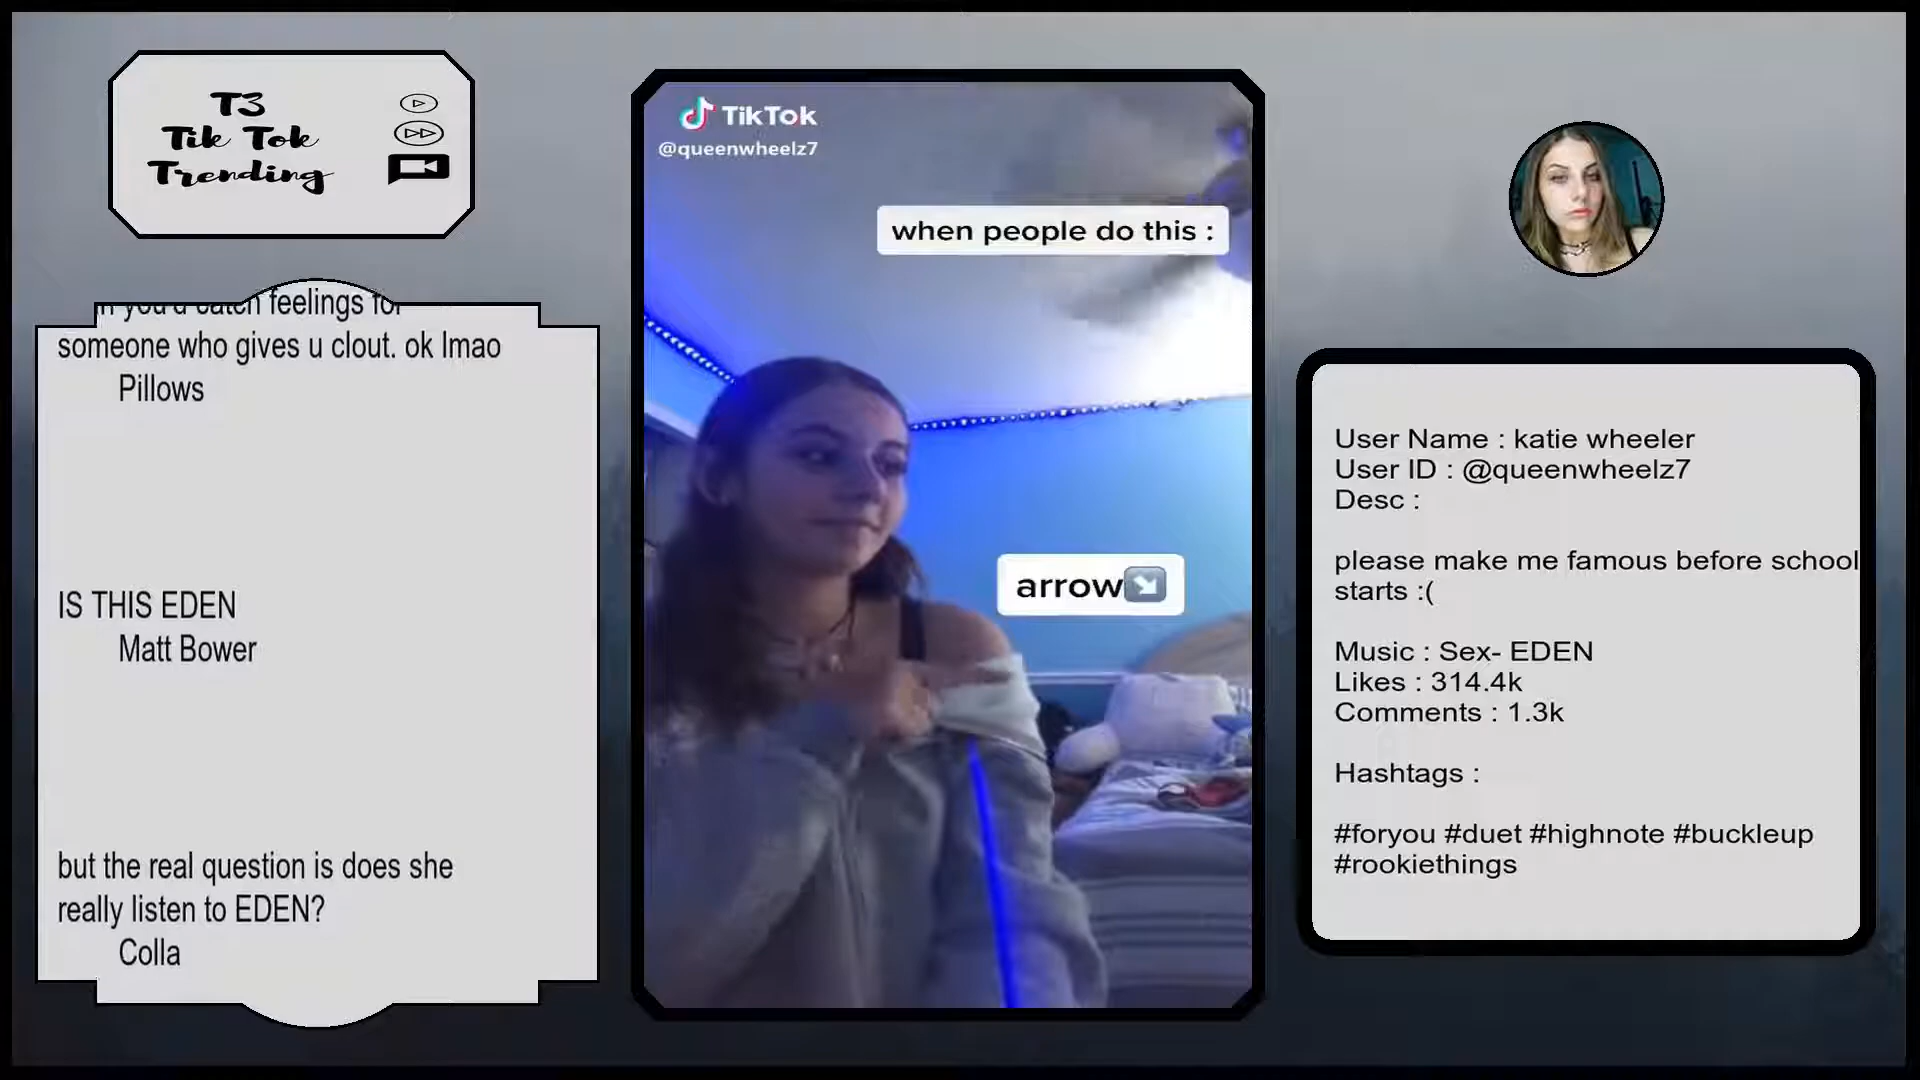 T3
Tik Tok
Trending
feelings for
someone who gives u clout. ok lmao
Pillows
IS THIS EDEN
Matt Bower
but the real question is does she
really listen to EDEN?
Colla
TikTok
@queenwheelz7
when people do this :
arrow↘
User Name : katie wheeler
User ID : @queenwheelz7
Desc :
please make me famous before school
starts :(
Music : Sex- EDEN
Likes : 314.4k
Comments : 1.3k
Hashtags :
#foryou #duet #highnote #buckleup
#rookiethings